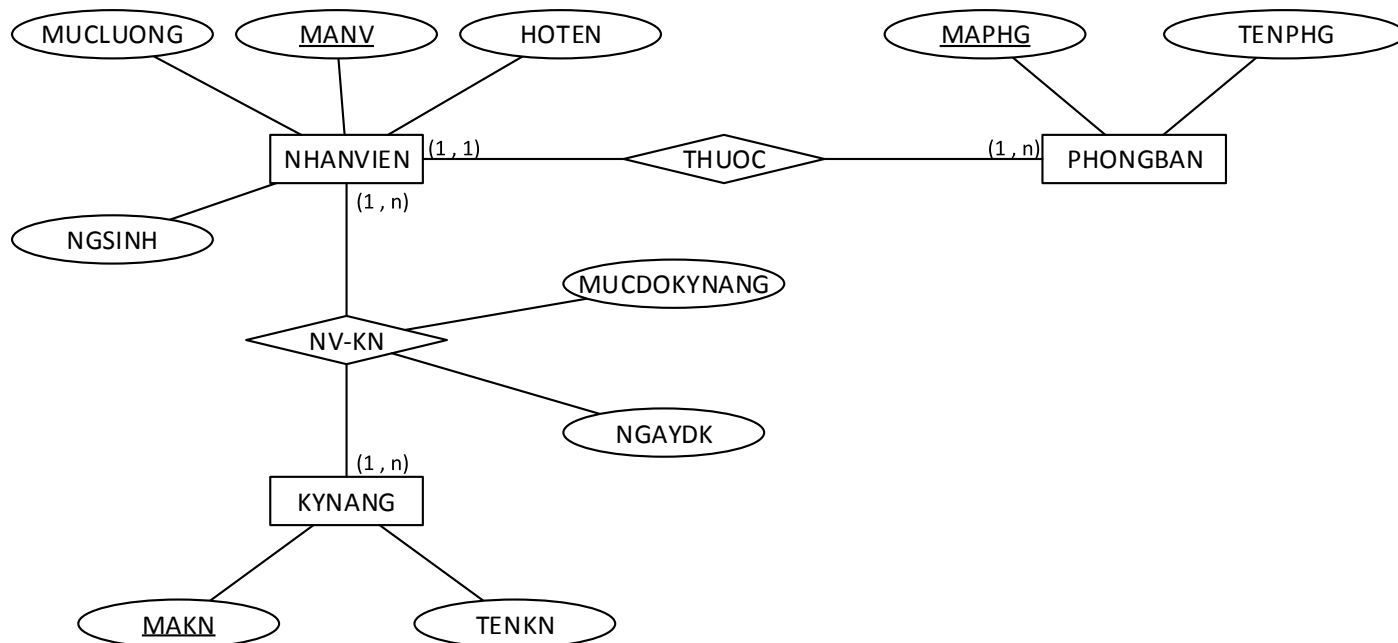 MUCLUONG
MANV
HOTEN
MAPHG
TENPHG
NHANVIEN
(1 , 1)
THUOC
(1 , n)
PHONGBAN
(1 , n)
NGSINH
MUCDOKYNANG
NV-KN
NGAYDK
(1 , n)
KYNANG
MAKN
TENKN